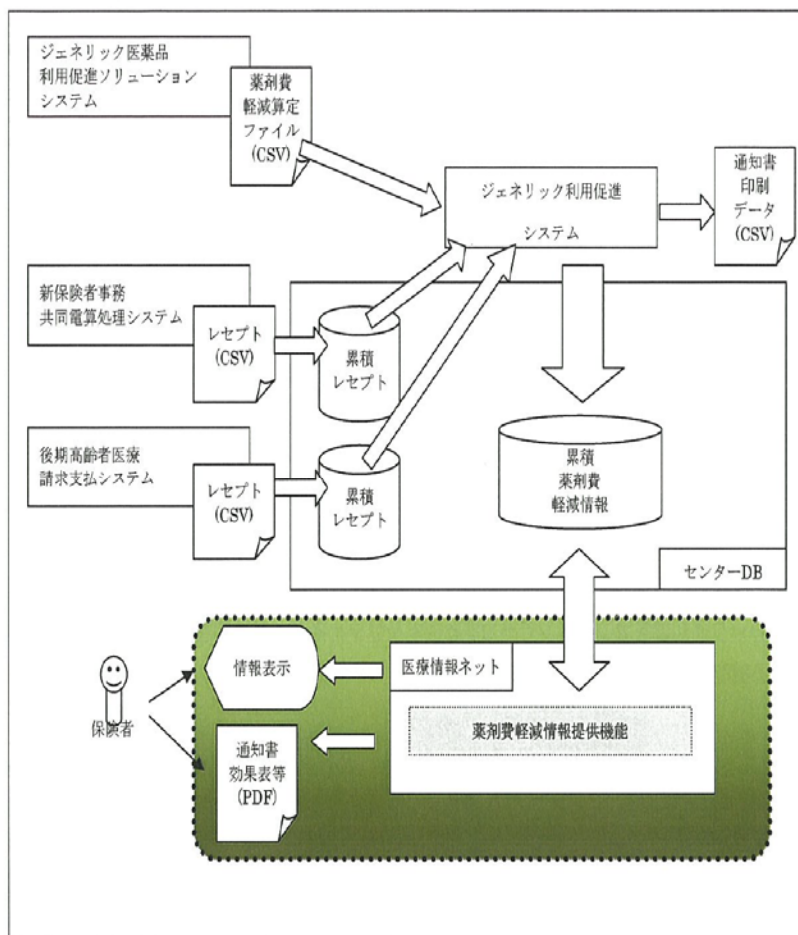 ジェネリック医薬品
利用促進ソリューション
システム
薬剤費
軽減算定
ファイル
(CSV)
ジェネリック利用促進
システム
通知書
印刷
データ
(CSV)
新保険者事務
共同電算処理システム
レセプト
(CSV)
累積
レセプト
後期高齢者医療
請求支払システム
レセプト
(CSV)
累積
レセプト
累積
薬剤費
軽減情報
センターDB
保険者
情報表示
医療情報ネット
薬剤費軽減情報提供機能
通知書
効果表等
(PDF)